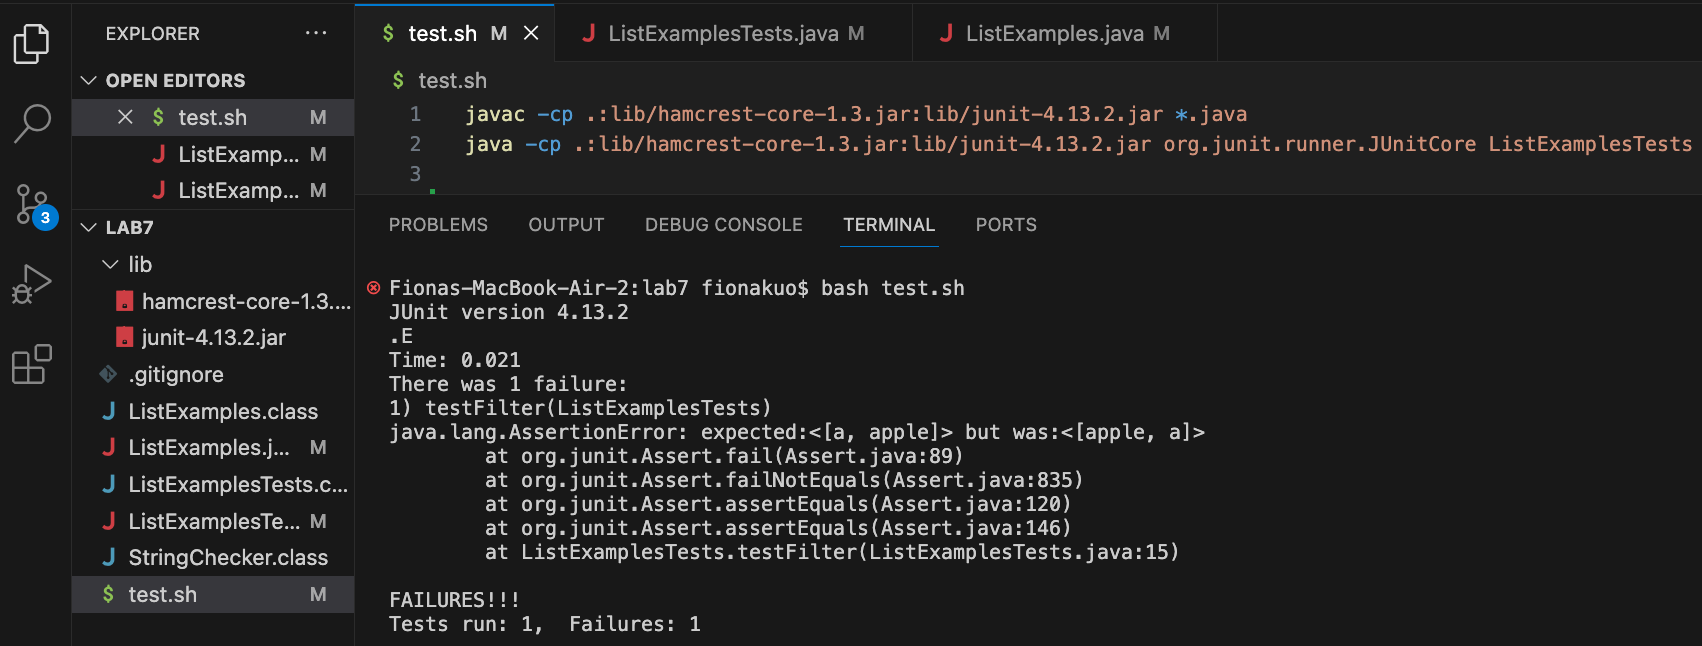 EXPLORER ...
OPEN EDITORS
$ test.sh M
J ListExamp... M
J ListExamp... M
3
LAB7
lib
hamcrest-core-1.3....
junit-4.13.2.jar
.gitignore
J ListExamples.class
J ListExamples.j... M
J ListExamplesTests.c...
J ListExamplesTe... M
J StringChecker.class
$ test.sh M
$ test.sh M J ListExamplesTests.java M J ListExamples.java M
$ test.sh
1 javac -cp .:lib/hamcrest-core-1.3.jar:lib/junit-4.13.2.jar *.java
2 java -cp .:lib/hamcrest-core-1.3.jar:lib/junit-4.13.2.jar org.junit.runner.JUnitCore ListExamplesTests
3
PROBLEMS OUTPUT DEBUG CONSOLE TERMINAL PORTS
Fionas-MacBook-Air-2:lab7 fionakuo$ bash test.sh
JUnit version 4.13.2
.E
Time: 0.021
There was 1 failure:
1) testFilter(ListExamplesTests)
java.lang.AssertionError: expected:<[a, apple]> but was:<[apple, a]>
at org.junit.Assert.fail(Assert.java:89)
at org.junit.Assert.failNotEquals(Assert.java:835)
at org.junit.Assert.assertEquals(Assert.java:120)
at org.junit.Assert.assertEquals(Assert.java:146)
at ListExamplesTests.testFilter(ListExamplesTests.java:15)
FAILURES!!!
Tests run: 1,  Failures: 1